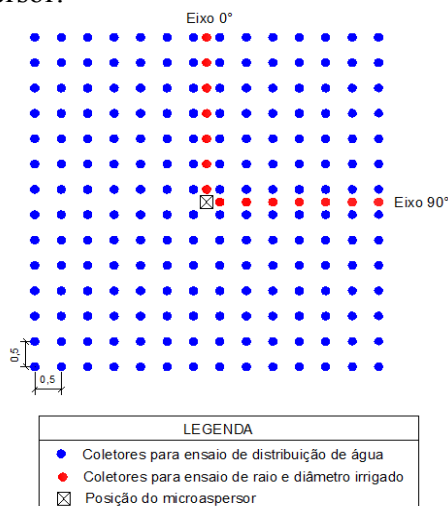 Eixo 0°
Eixo 90°
0,5
0,5
LEGENDA
Coletores para ensaio de distribuição de água
Coletores para ensaio de raio e diâmetro irrigado
Posição do microaspersor